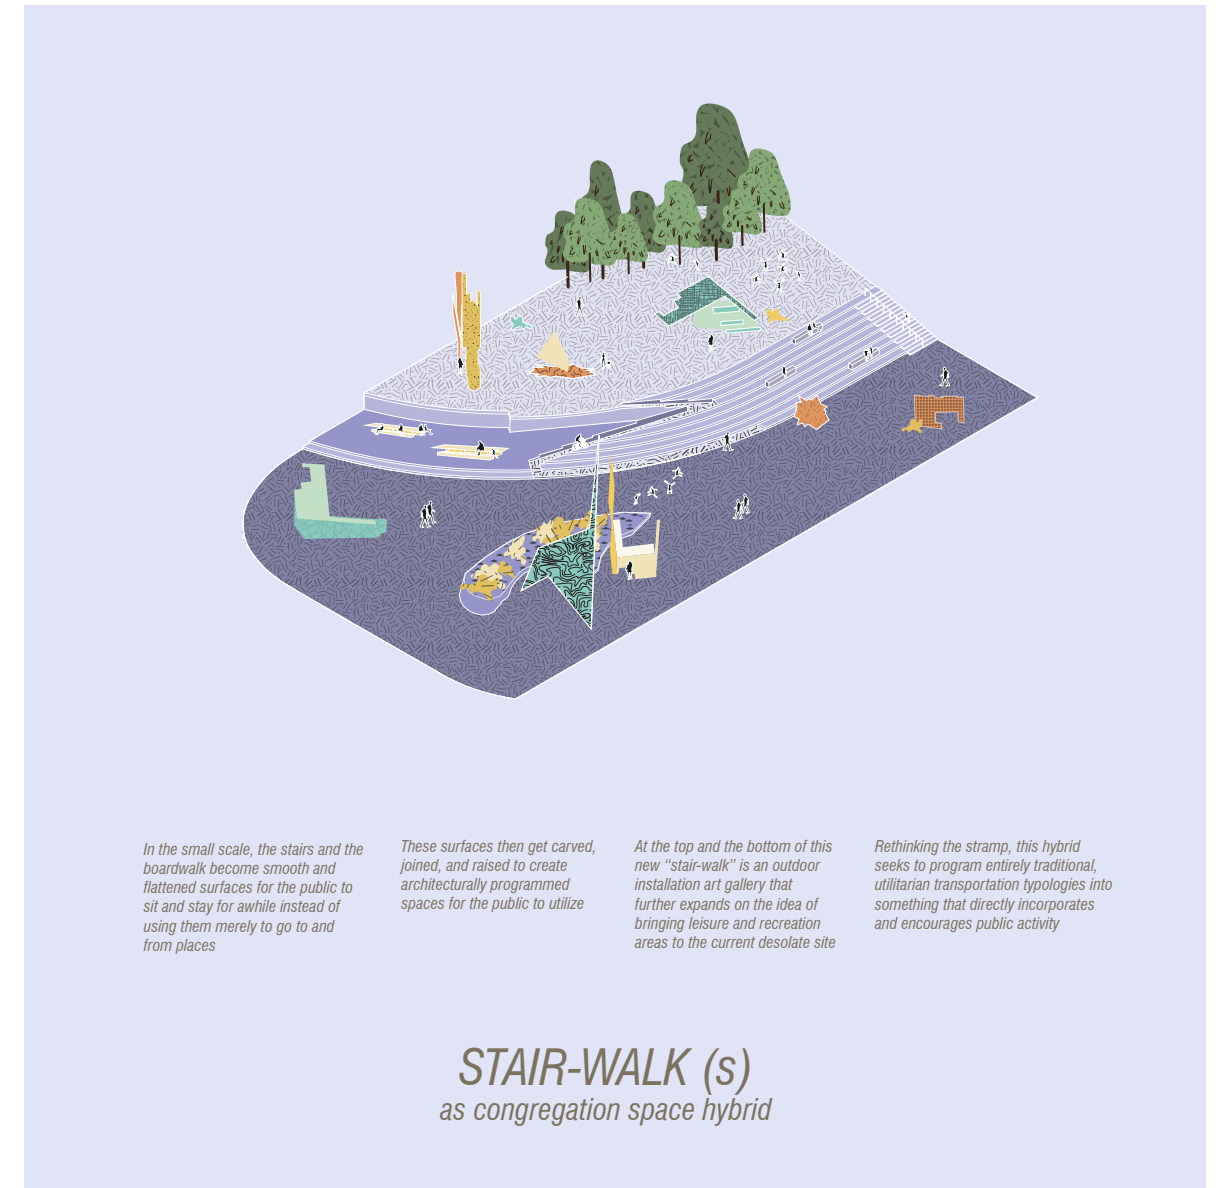 In the small scale, the stairs and the
boardwalk become smooth and
flattened surfaces for the public to
sit and stay for awhile instead of
using them merely to go to and
from places
These surfaces then get carved,
joined, and raised to create
architecturally programmed
spaces for the public to utilize
At the top and the bottom of this
new “stair-walk” is an outdoor
installation art gallery that
further expands on the idea of
bringing leisure and recreation
areas to the current desolate site
Rethinking the stramp, this hybrid
seeks to program entirely traditional,
utilitarian transportation typologies into
something that directly incorporates
and encourages public activity
STAIR-WALK (s)
as congregation space hybrid